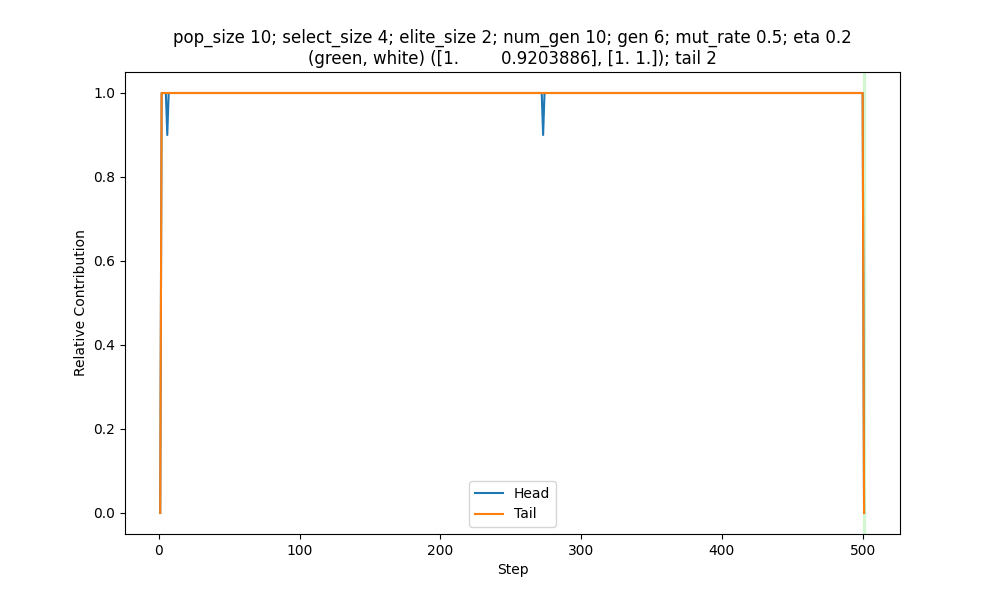 pop_size 10; select_size 4; elite_size 2; num_gen 10; gen 6; mut_rate 0.5; eta 0.2
(green, white) ([1. 0.9203886], [1. 1.]); tail 2
1.0
0.8
0.6
0.4
0.2
0.0
Relative Contribution
Head
Tail
0 100 200 300 400 500
Step